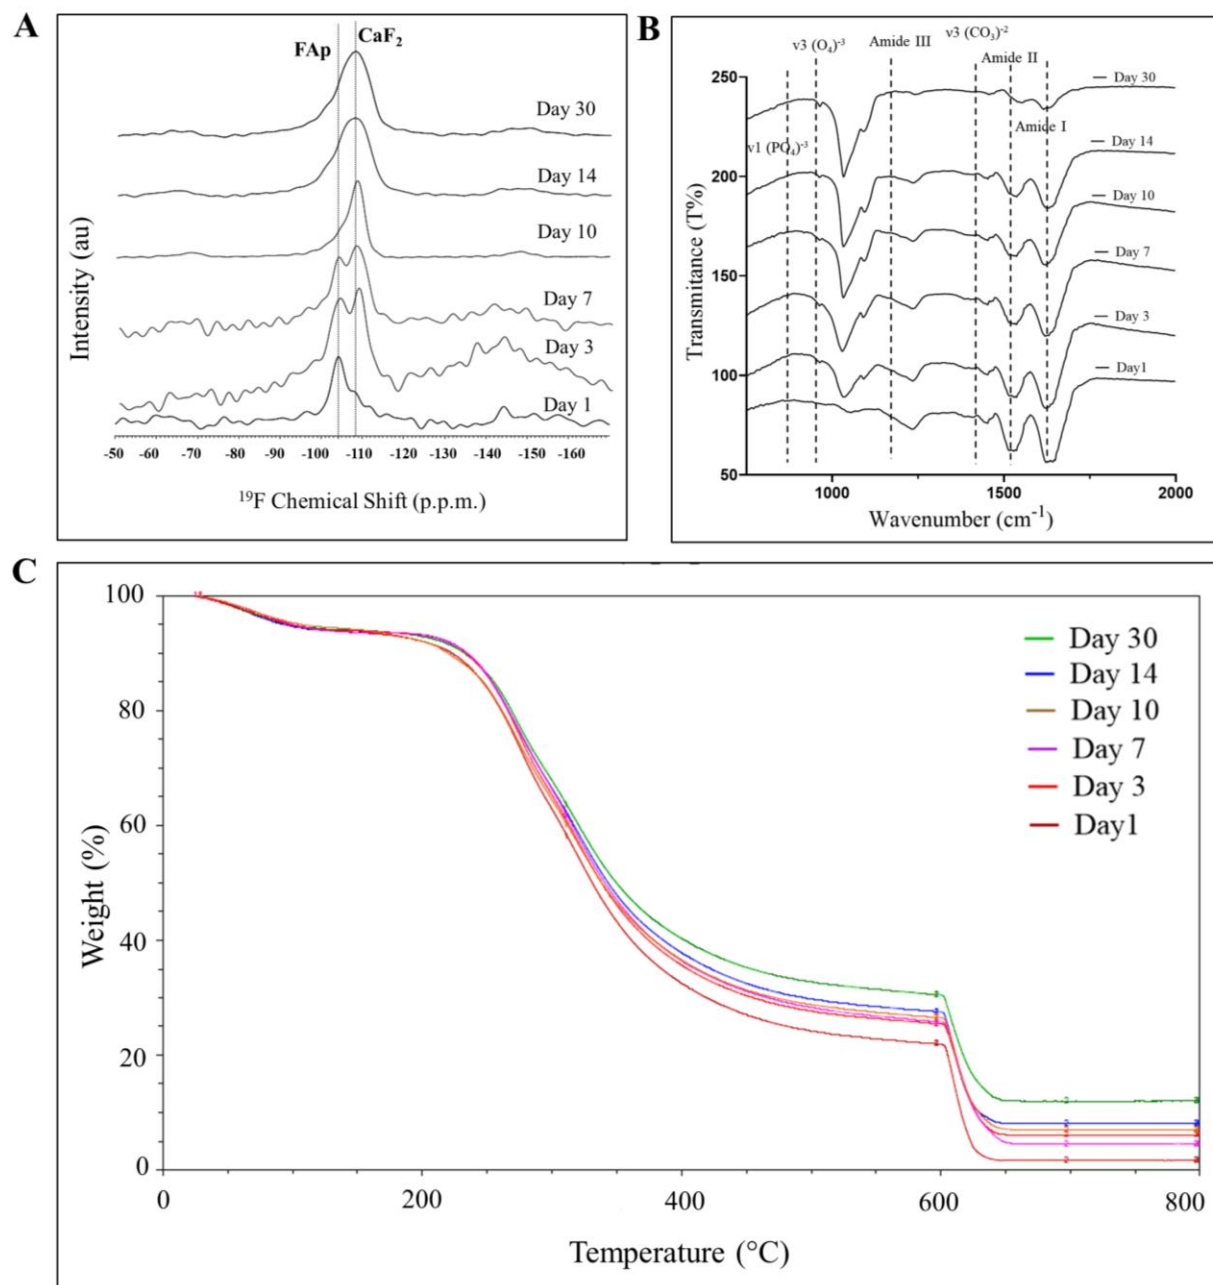 A
FAp
CaF2
Day 30
Day 14
Day 10
Day 7
Day 3
Day 1
Intensity (au)
-50 -60 -70 -80 -90 -100 -110 -120 -130 -140 -150 -160
19F Chemical Shift (p.p.m.)
B
v3 (O4)-3
Amide III
v3 (CO3)-2
Amide II
Amide I
v1 (PO4)-3
Day 30
Day 14
Day 10
Day 7
Day 3
Day1
250
200
150
100
50
Transmitance (T%)
1000 1500 2000
Wavenumber (cm-1)
C
100
80
60
40
20
0
Weight (%)
Day 30
Day 14
Day 10
Day 7
Day 3
Day1
0 200 400 600 800
Temperature (°C)